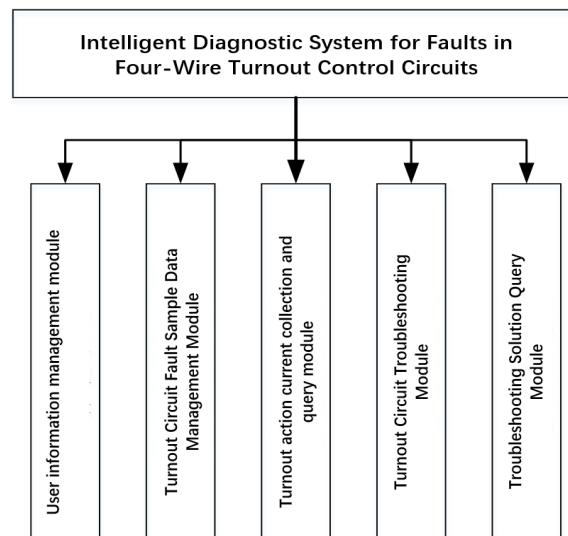 Intelligent Diagnostic System for Faults in
Four-Wire Turnout Control Circuits
User information management module
Turnout Circuit Fault Sample Data
Management Module
Turnout action current collection and
query module
Turnout Circuit Troubleshooting
Module
Troubleshooting Solution Query
Module